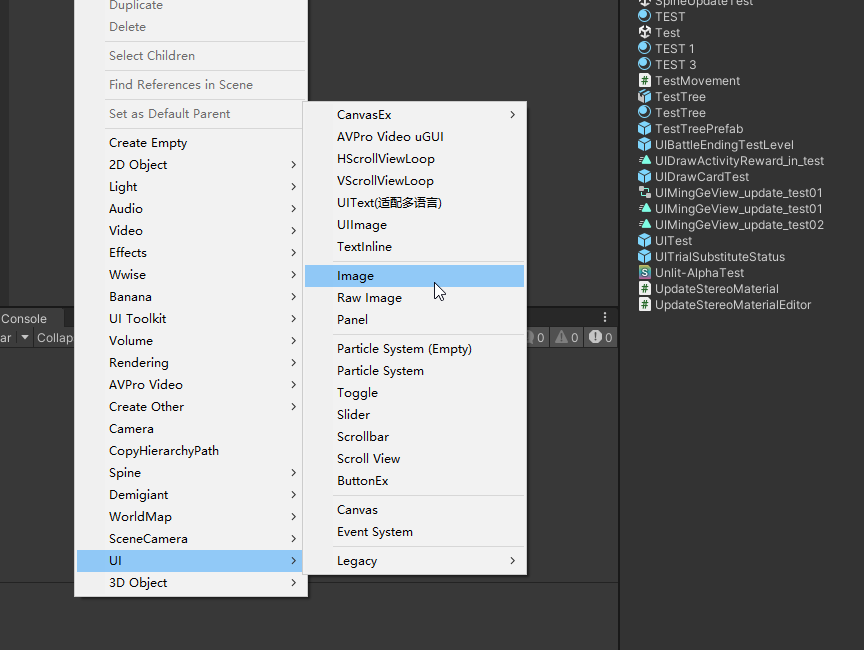 Duplicate
Delete
Select Children
Find References in Scene
Set as Default Parent
Create Empty
2D Object
Light
Audio
Video
Effects
Wwise
Banana
UI Toolkit
Volume
Rendering
AVPro Video
Create Other
Camera
CopyHierarchyPath
Spine
Demigiant
WorldMap
SceneCamera
UI
3D Object
CanvasEx
AVPro Video uGUI
HScrollViewLoop
VScrollViewLoop
UIText(适配多语言)
UIImage
TextInline
Image
Raw Image
Panel
Particle System (Empty)
Particle System
Toggle
Slider
Scrollbar
Scroll View
ButtonEx
Canvas
Event System
Legacy
Console
ar
Collap
0
0
0
SpineUpdateTest
TEST
Test
TEST 1
TEST 3
TestMovement
TestTree
TestTree
TestTreePrefab
UIBattleEndingTestLevel
UIDrawActivityReward_in_test
UIDrawCardTest
UIMingGeView_update_test01
UIMingGeView_update_test01
UIMingGeView_update_test02
UITest
UITrialSubstituteStatus
Unlit-AlphaTest
UpdateStereoMaterial
UpdateStereoMaterialEditor